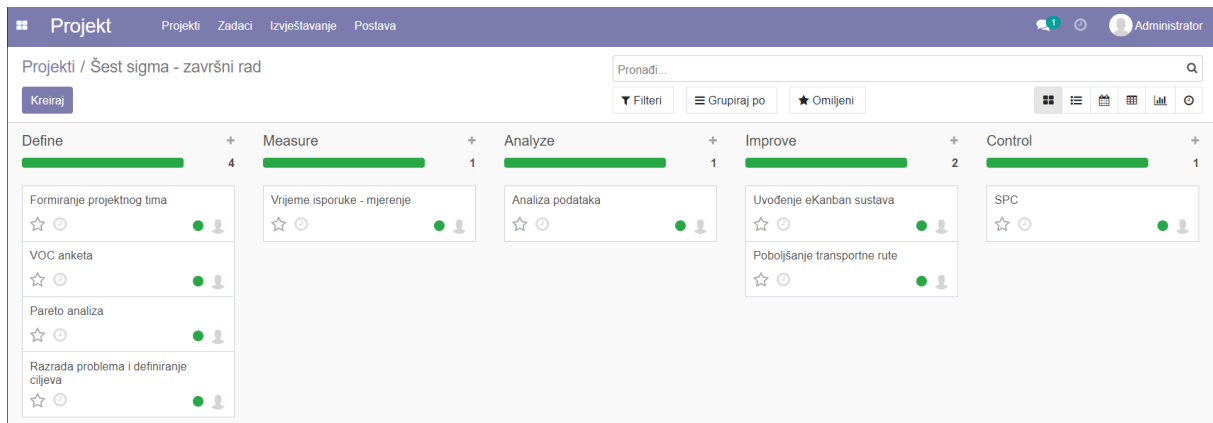 Projekt Projekti Zadaci Izvještavanje Postava 1 Administrator
Projekti / Šest sigma - završni rad
Pronađi...
Kreiraj
Filteri Grupiraj po Omiljeni
Define
4
Formiranje projektnog tima
VOC anketa
Pareto analiza
Razrada problema i definiranje
ciljeva
Measure
1
Vrijeme isporuke - mjerenje
Analyze
1
Analiza podataka
Improve
2
Uvođenje eKanban sustava
Poboljšanje transportne rute
Control
1
SPC